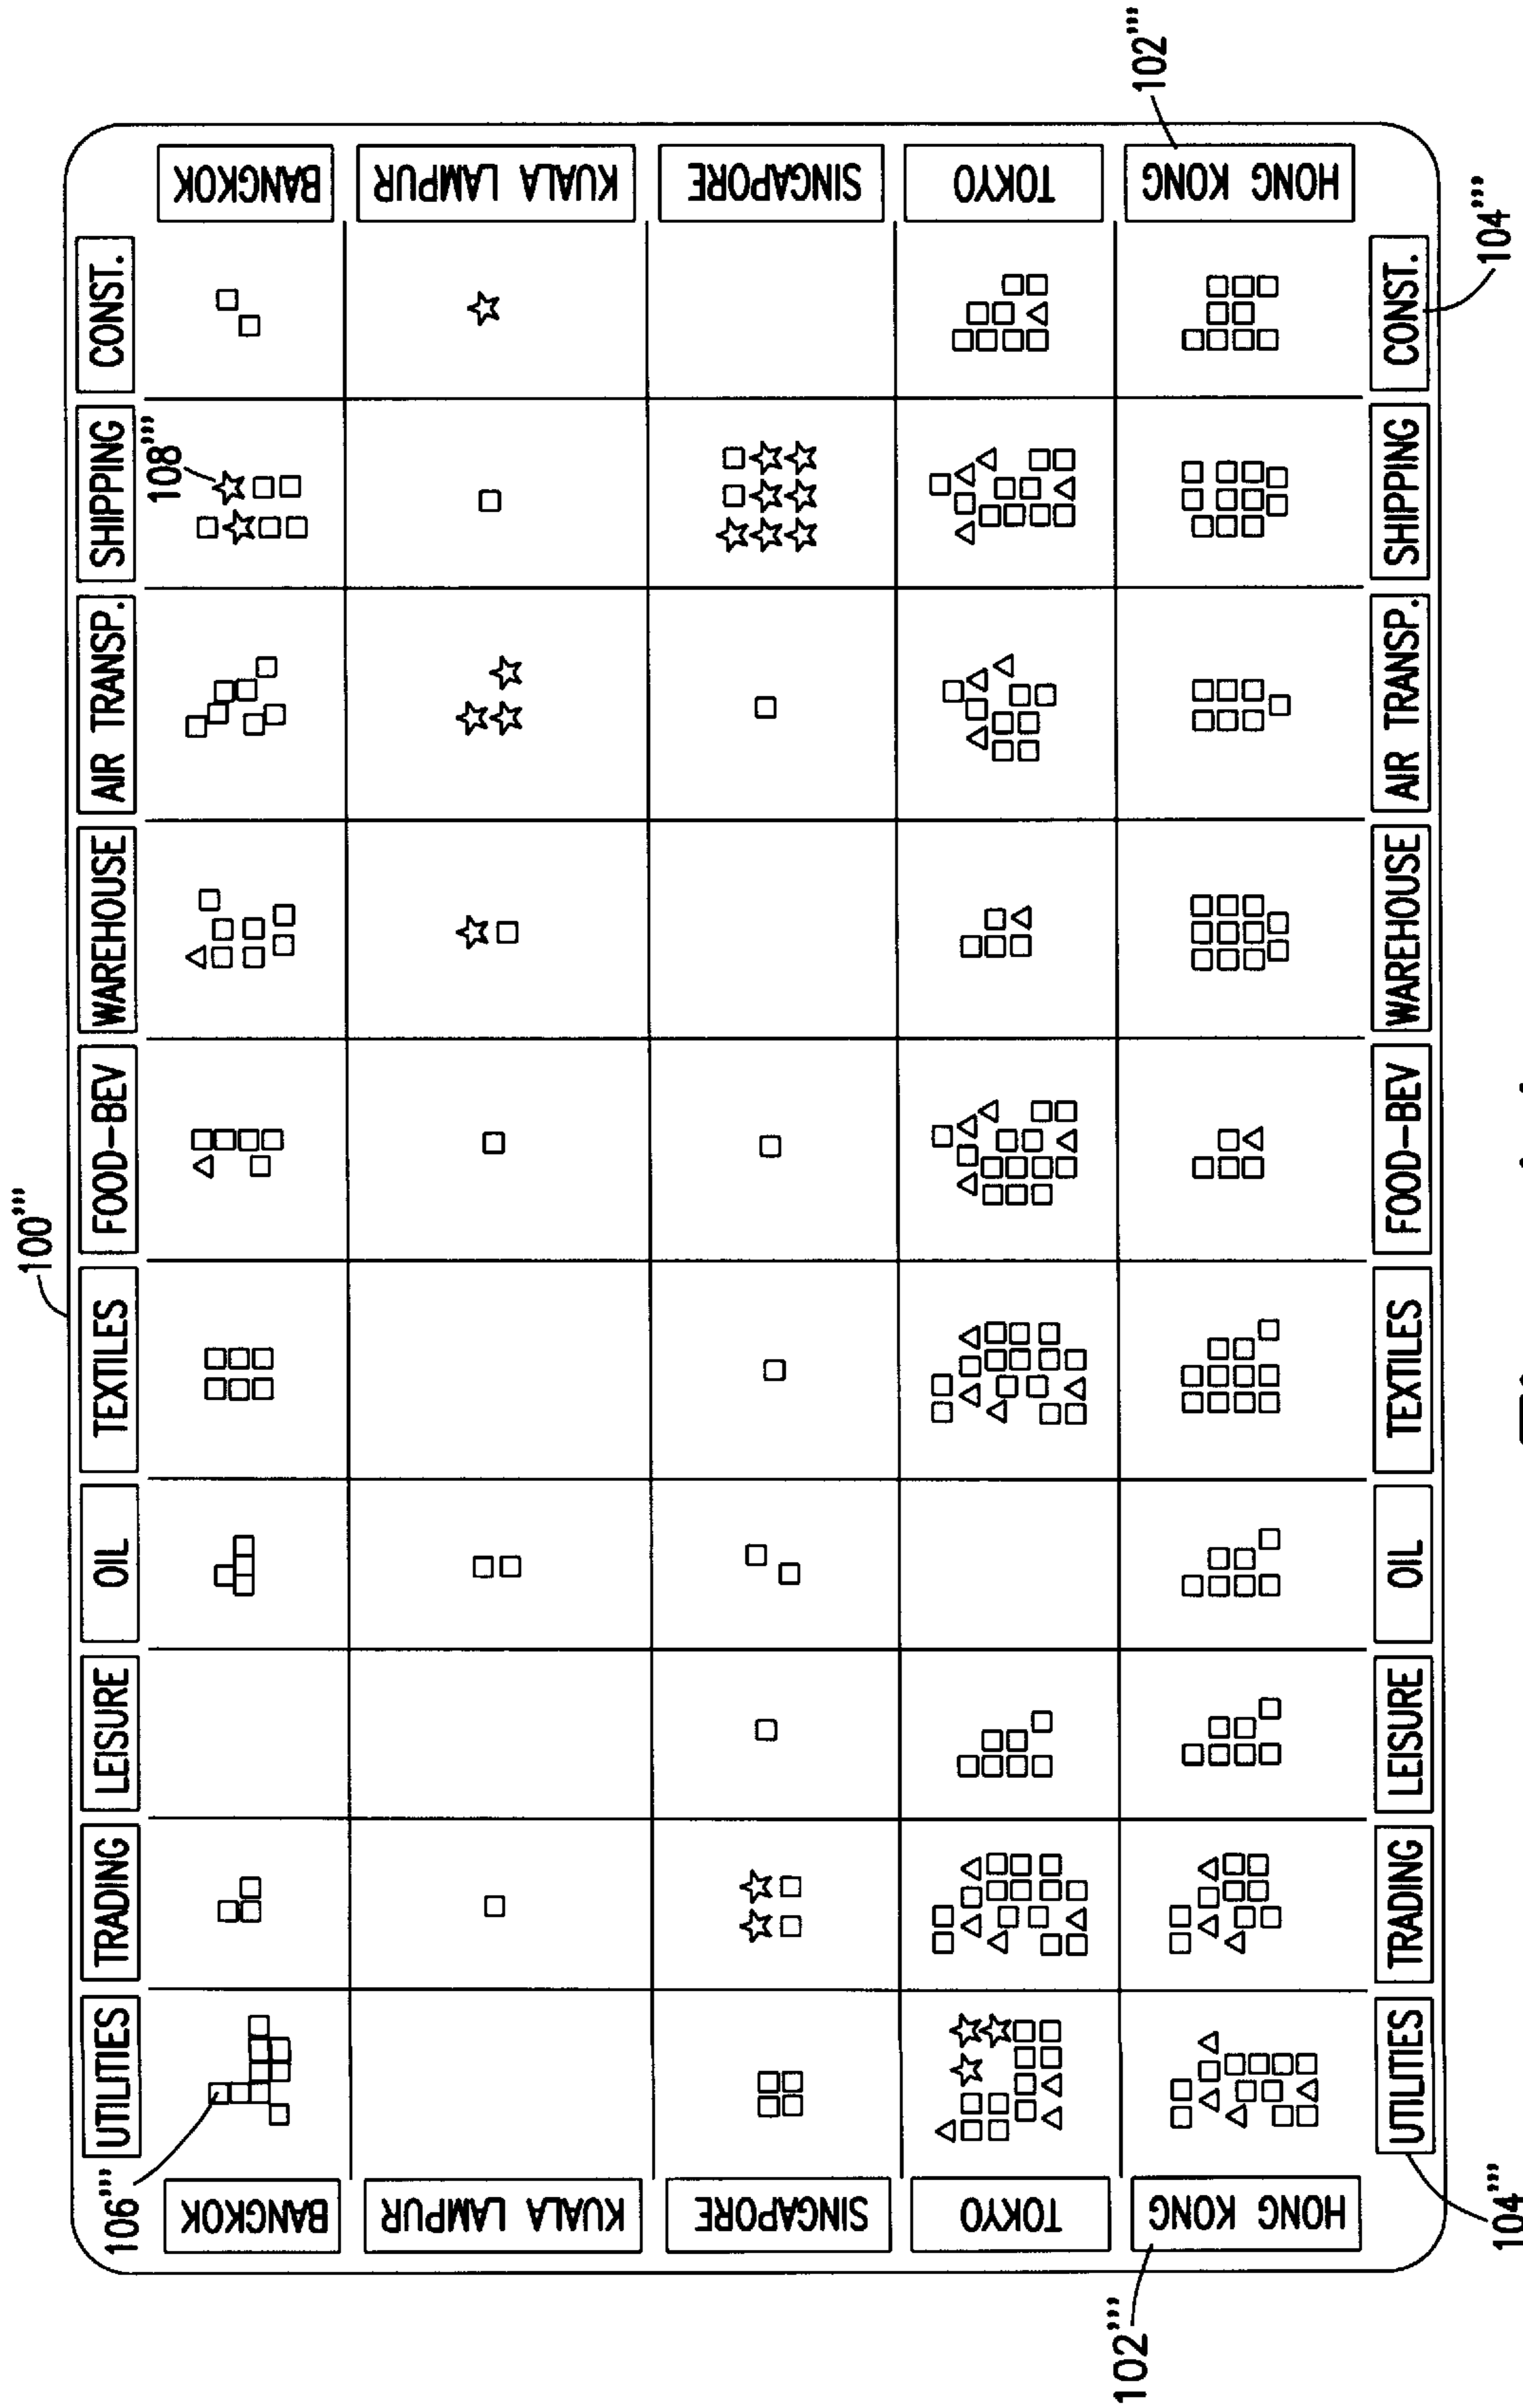 100'''
UTILITIES TRADING LEISURE OIL TEXTILES FOOD-BEV WAREHOUSE AIR TRANSP. SHIPPING CONST.
106'''
108'''
BANGKOK BANGKOK
KUALA LAMPUR KUALA LAMPUR
SINGAPORE SINGAPORE
TOKYO TOKYO
HONG KONG HONG KONG
102'''
102'''
UTILITIES TRADING LEISURE OIL TEXTILES FOOD-BEV WAREHOUSE AIR TRANSP. SHIPPING CONST.
104'''
104'''